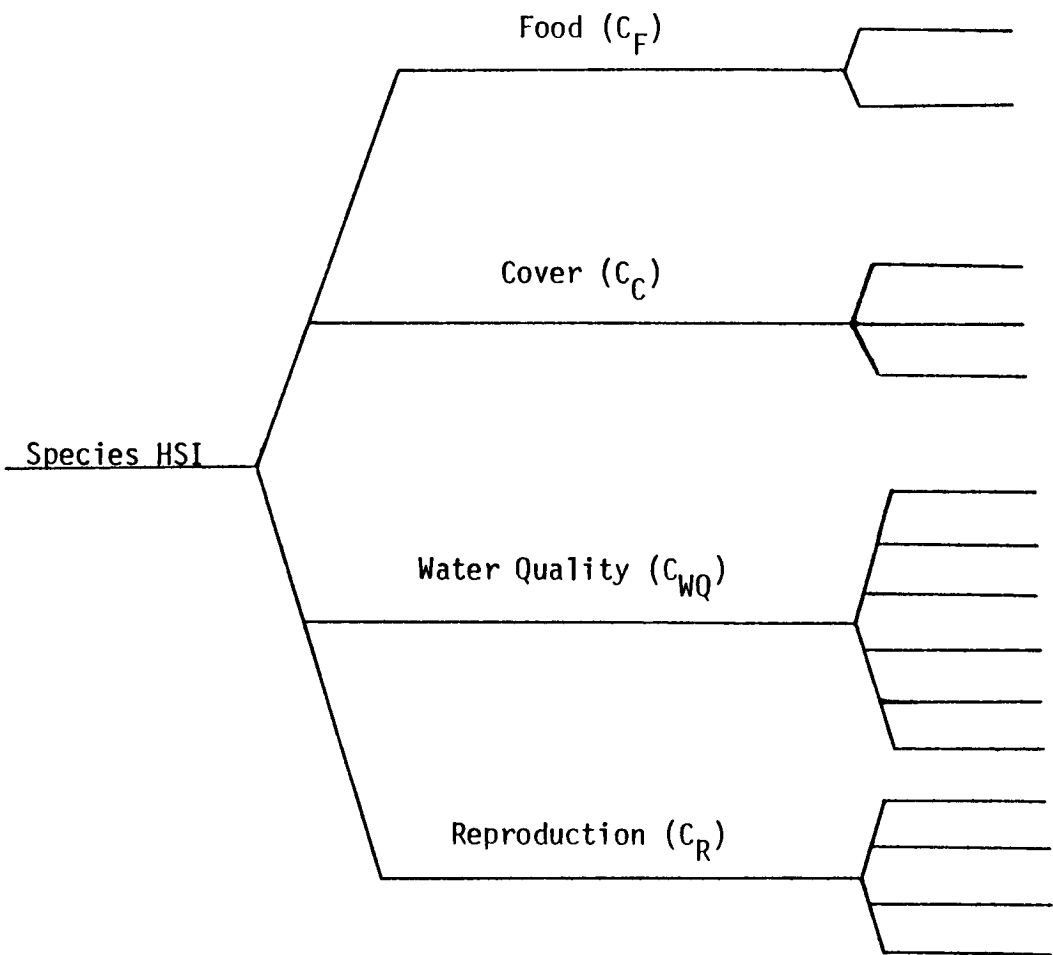 Food (C_F)
Cover (C_C)
Species HSI
Water Quality (C_WQ)
Reproduction (C_R)